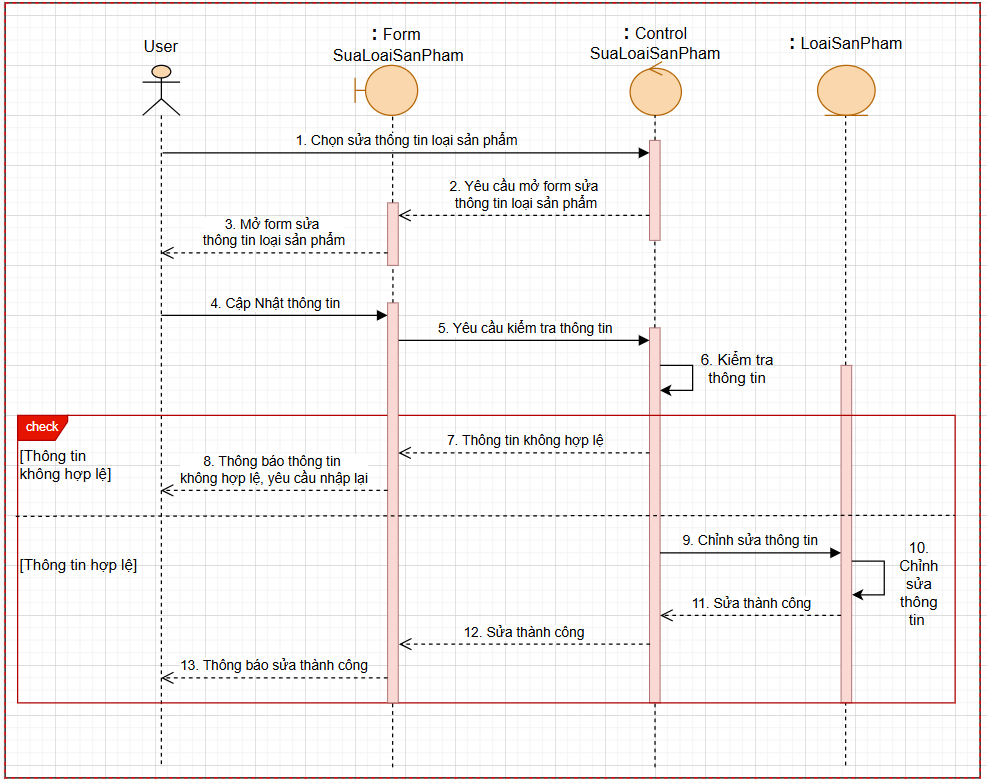 User
: Form
SuaLoaiSanPham
: Control
SuaLoaiSanPham
: LoaiSanPham
1. Chọn sửa thông tin loại sản phẩm
2. Yêu cầu mở form sửa
thông tin loại sản phẩm
3. Mở form sửa
thông tin loại sản phẩm
4. Cập Nhật thông tin
5. Yêu cầu kiểm tra thông tin
6. Kiểm tra
thông tin
check
[Thông tin
không hợp lệ]
7. Thông tin không hợp lệ
8. Thông báo thông tin
không hợp lệ, yêu cầu nhập lại
9. Chỉnh sửa thông tin
[Thông tin hợp lệ]
10.
Chỉnh
sửa
thông
tin
11. Sửa thành công
12. Sửa thành công
13. Thông báo sửa thành công